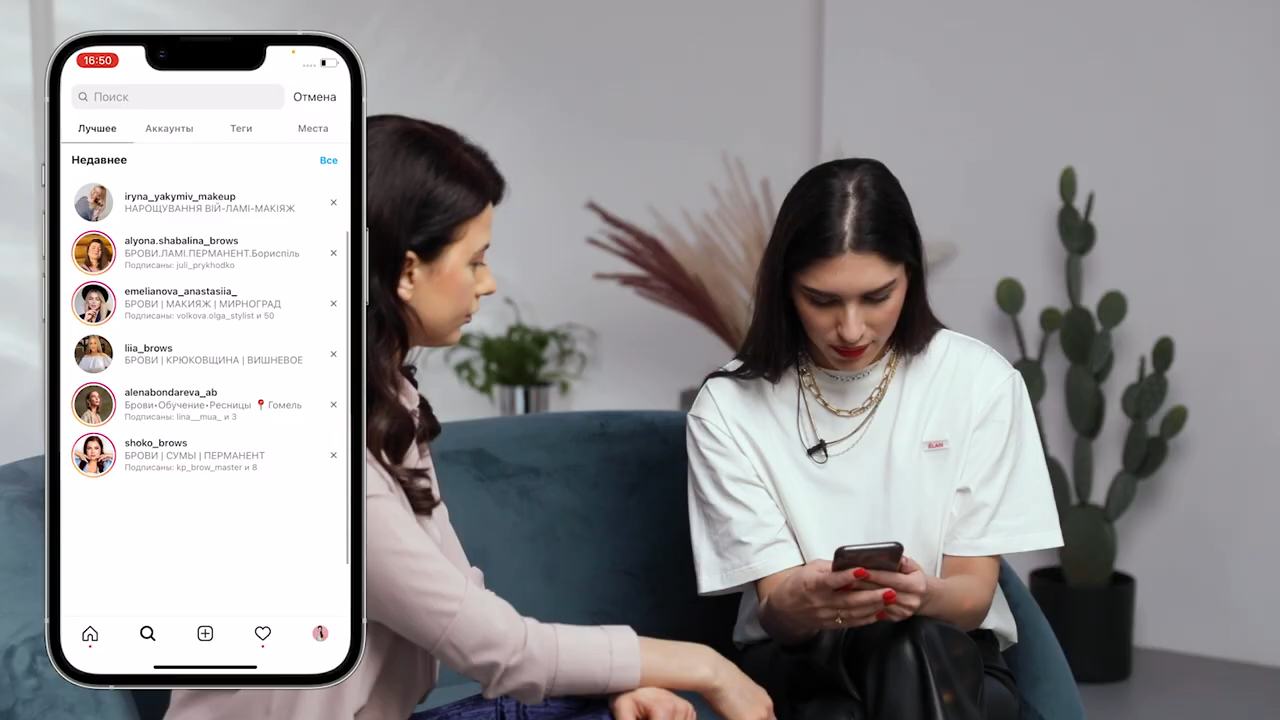 16:50
Поиск
Отмена
Лучшее
Аккаунты
Теги
Места
Недавнее
Все
iryna_yakymiv_makeup
НАРОЩУВАННЯ ВІЙ-ЛАМІ-МАКІЯЖ
alyona.shabalina_brows
БРОВИ.ЛАМІ.ПЕРМАНЕНТ.Бориспіль
Подписаны: juli_prykhodko
emelianova_anastasiia_
БРОВИ | МАКИЯЖ | МИРНОГРАД
Подписаны: volkova.olga_stylist и 50
liia_brows
БРОВИ | КРЮКОВЩИНА | ВИШНЕВОЕ
alenabondareva_ab
Брови•Обучение•Ресницы 📍Гомель
Подписаны: lina__mua_ и 3
shoko_brows
БРОВИ | СУМЫ | ПЕРМАНЕНТ
Подписаны: kp_brow_master и 8
ÉLAN